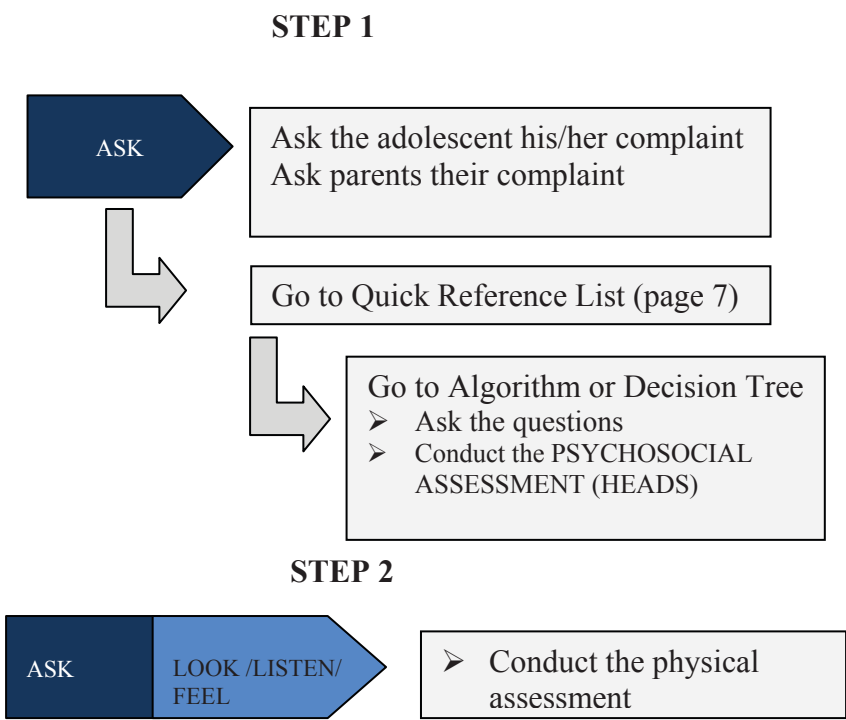 STEP 1
ASK
Ask the adolescent his/her complaint
Ask parents their complaint
Go to Quick Reference List (page 7)
Go to Algorithm or Decision Tree
➢ Ask the questions
➢ Conduct the PSYCHOSOCIAL
ASSESSMENT (HEADS)
STEP 2
ASK
LOOK /LISTEN/
FEEL
➢ Conduct the physical
assessment